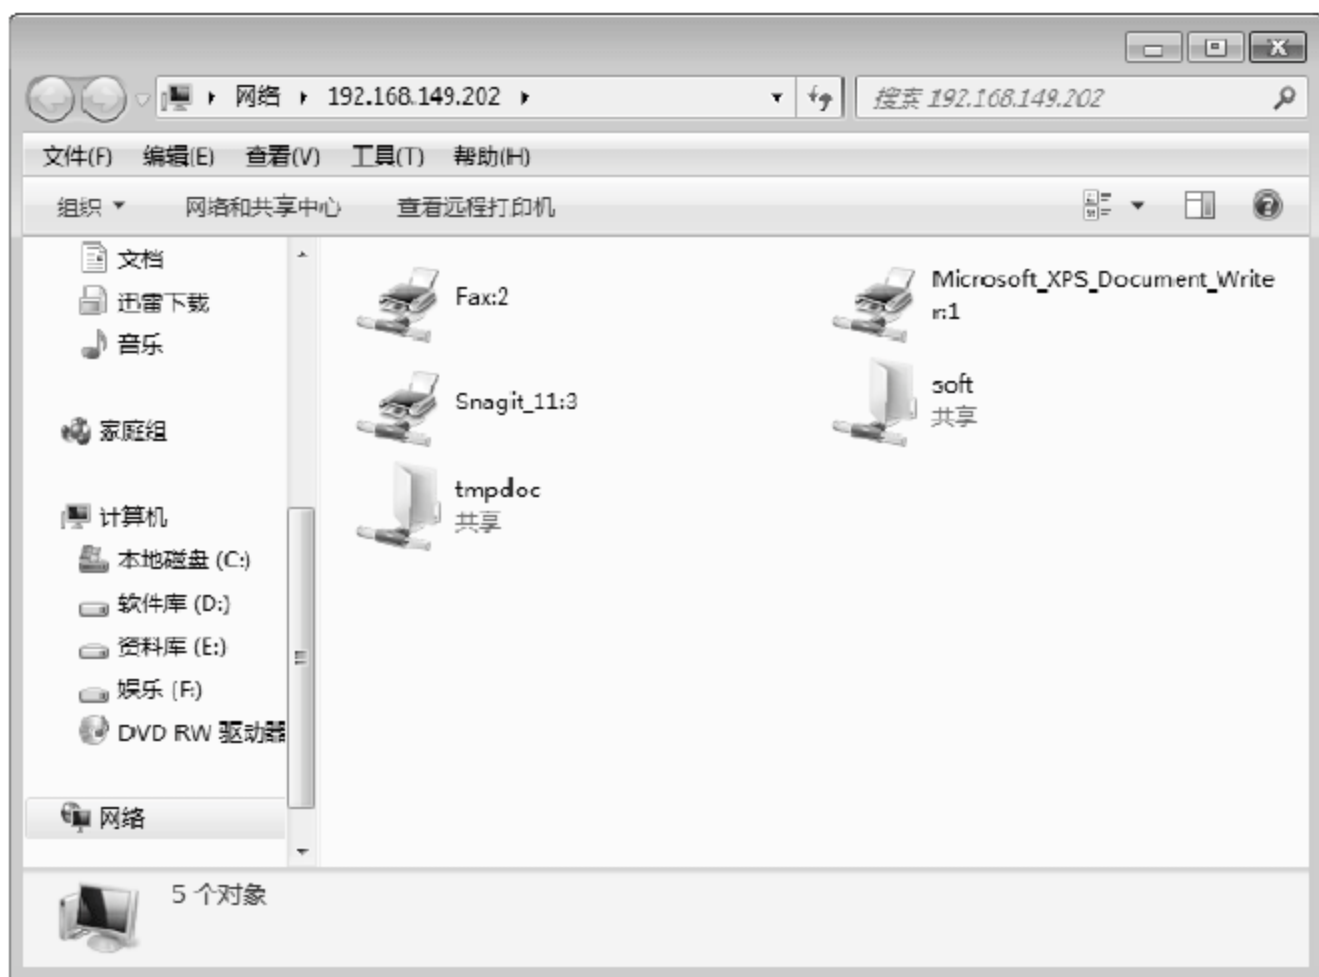 网络 192.168.149.202
搜索 192.168.149.202
文件(F) 编辑(E) 查看(V) 工具(T) 帮助(H)
组织 网络和共享中心 查看远程打印机
文档
迅雷下载
音乐
家庭组
计算机
本地磁盘 (C:)
软件库 (D:)
资料库 (E:)
娱乐 (F:)
DVD RW 驱动器
网络
Fax:2
Microsoft_XPS_Document_Write
r:1
Snagit_11:3
soft
共享
tmpdoc
共享
5 个对象